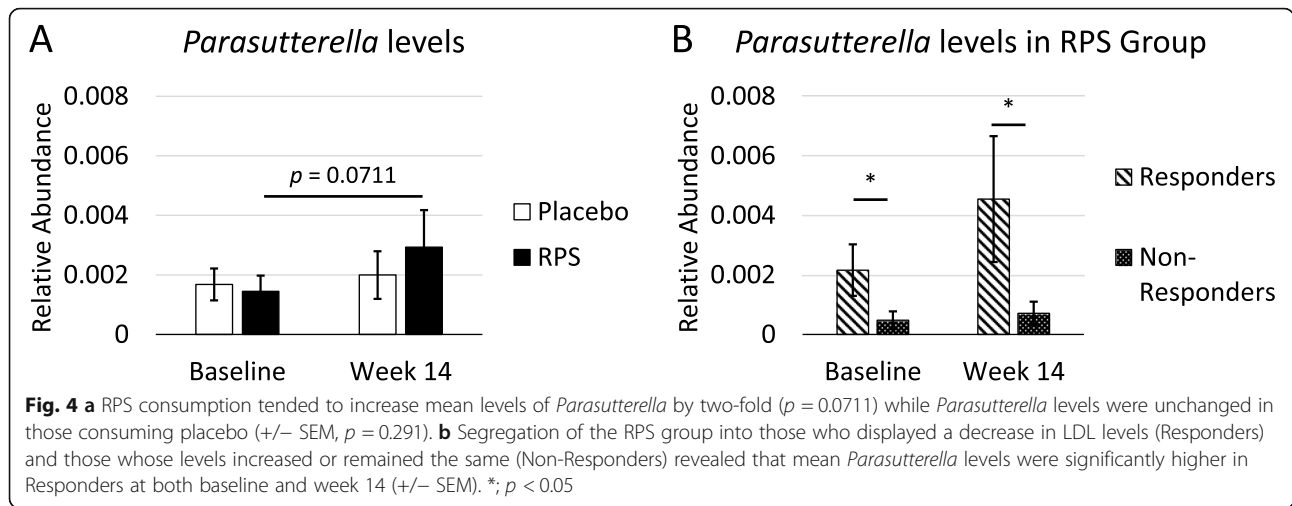 A
Parasutterella levels
Relative Abundance
0.008
0.006
0.004
0.002
0
p = 0.0711
Baseline
Week 14
Placebo
RPS
B
Parasutterella levels in RPS Group
Relative Abundance
0.008
0.006
0.004
0.002
0
*
*
Baseline
Week 14
Responders
Non-
Responders
Fig. 4 a RPS consumption tended to increase mean levels of Parasutterella by two-fold (p = 0.0711) while Parasutterella levels were unchanged in
those consuming placebo (+/− SEM, p = 0.291). b Segregation of the RPS group into those who displayed a decrease in LDL levels (Responders)
and those whose levels increased or remained the same (Non-Responders) revealed that mean Parasutterella levels were significantly higher in
Responders at both baseline and week 14 (+/− SEM). *; p < 0.05